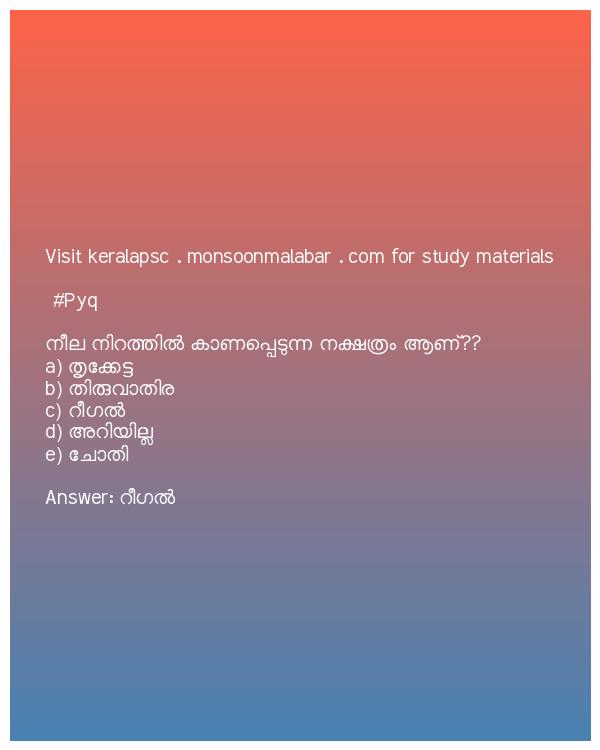 Visit keralapsc . monsoonmalabar . com for study materials
#Pyq
നീല നിറത്തിൽ കാണപ്പെടുന്ന നക്ഷത്രം ആണ്??
a) തൃക്കേട്ട
b) തിരുവാതിര
c) റീഗൽ
d) അറിയില്ല
e) ചോതി
Answer: റീഗൽ